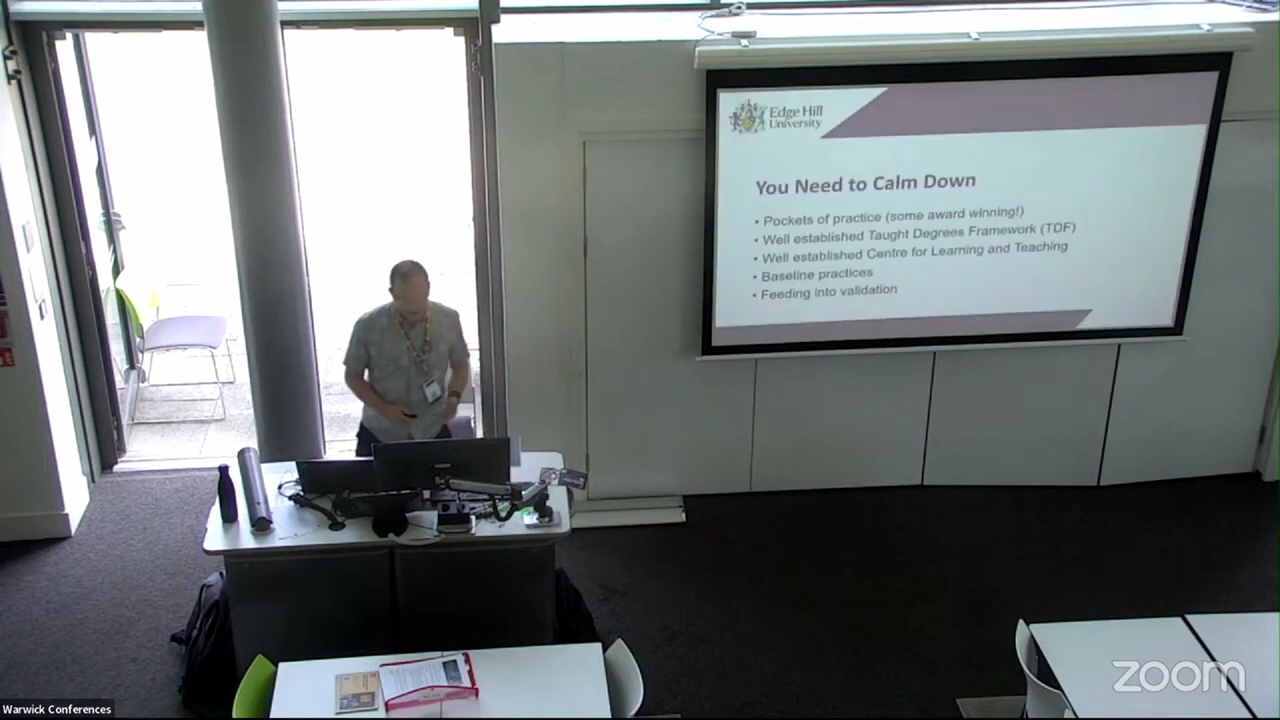 Edge Hill
University
You Need to Calm Down
• Pockets of practice (some award winning!)
• Well established Taught Degrees Framework (TDF)
• Well established Centre for Learning and Teaching
• Baseline practices
• Feeding into validation
zoom
Warwick Conferences